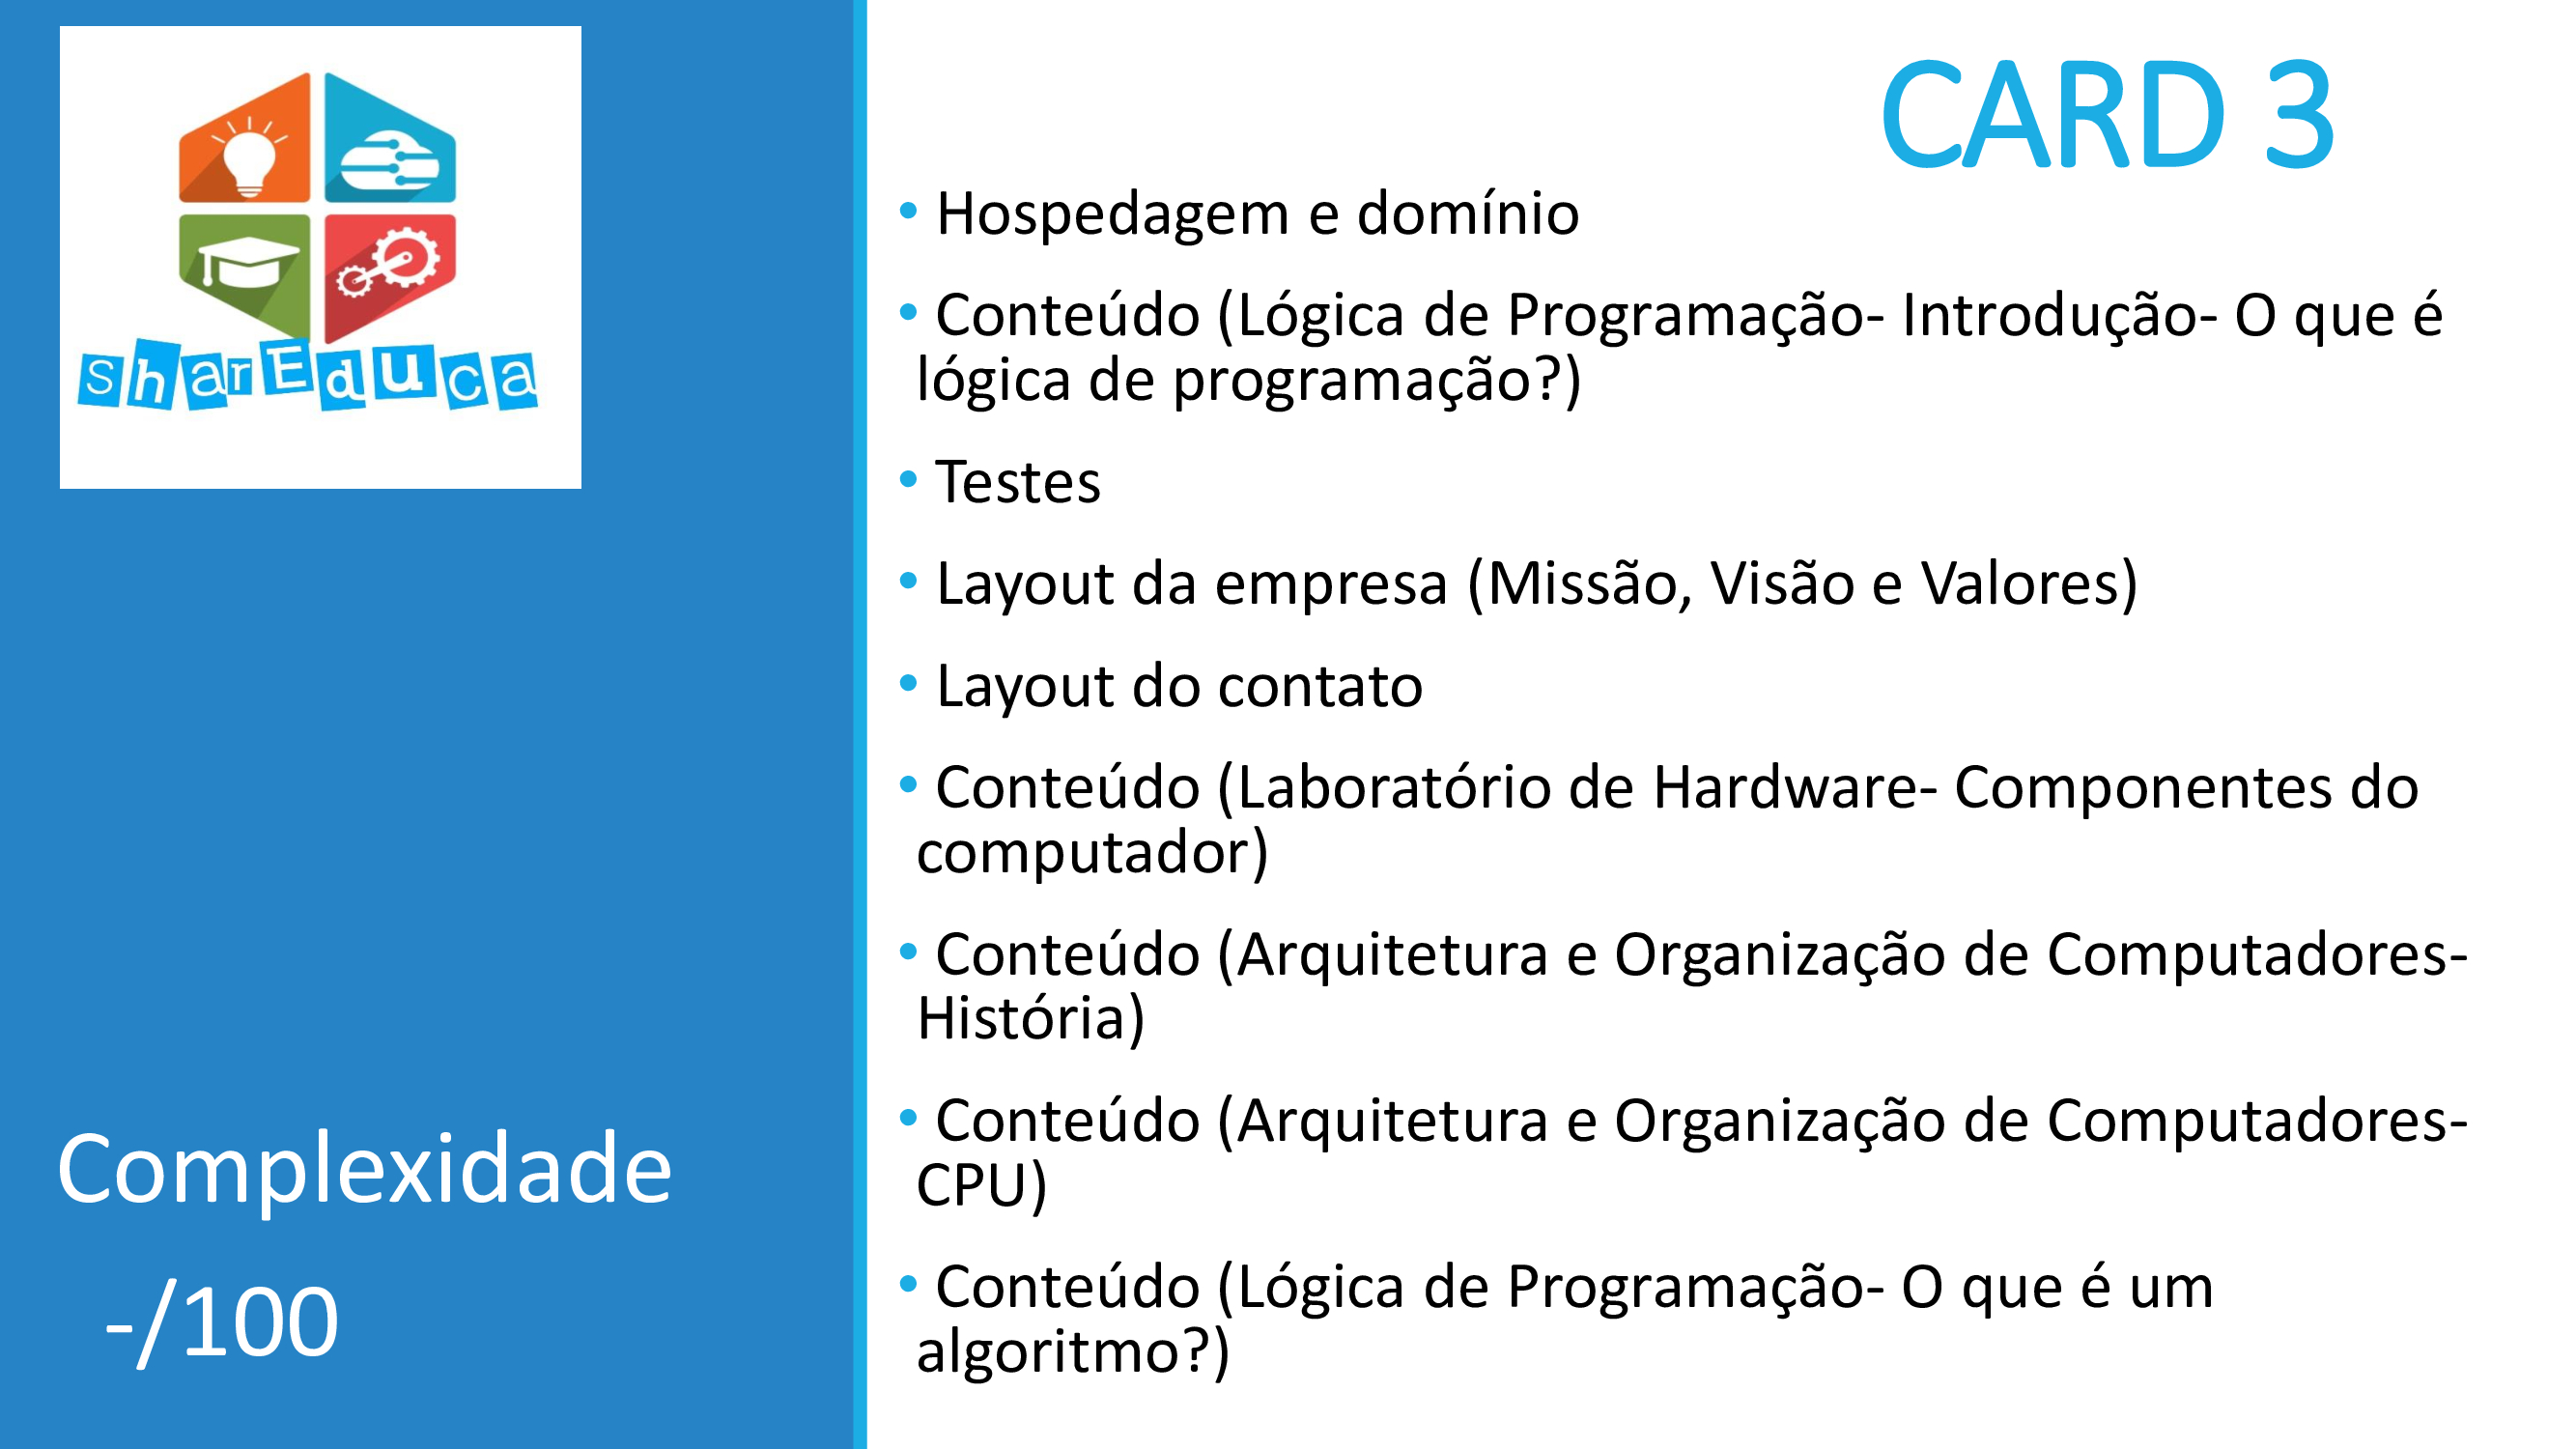 sharEduca
CARD 3
• Hospedagem e domínio
• Conteúdo (Lógica de Programação- Introdução- O que é
lógica de programação?)
• Testes
• Layout da empresa (Missão, Visão e Valores)
• Layout do contato
• Conteúdo (Laboratório de Hardware- Componentes do
computador)
• Conteúdo (Arquitetura e Organização de Computadores-
História)
• Conteúdo (Arquitetura e Organização de Computadores-
CPU)
• Conteúdo (Lógica de Programação- O que é um
algoritmo?)
Complexidade
-/100